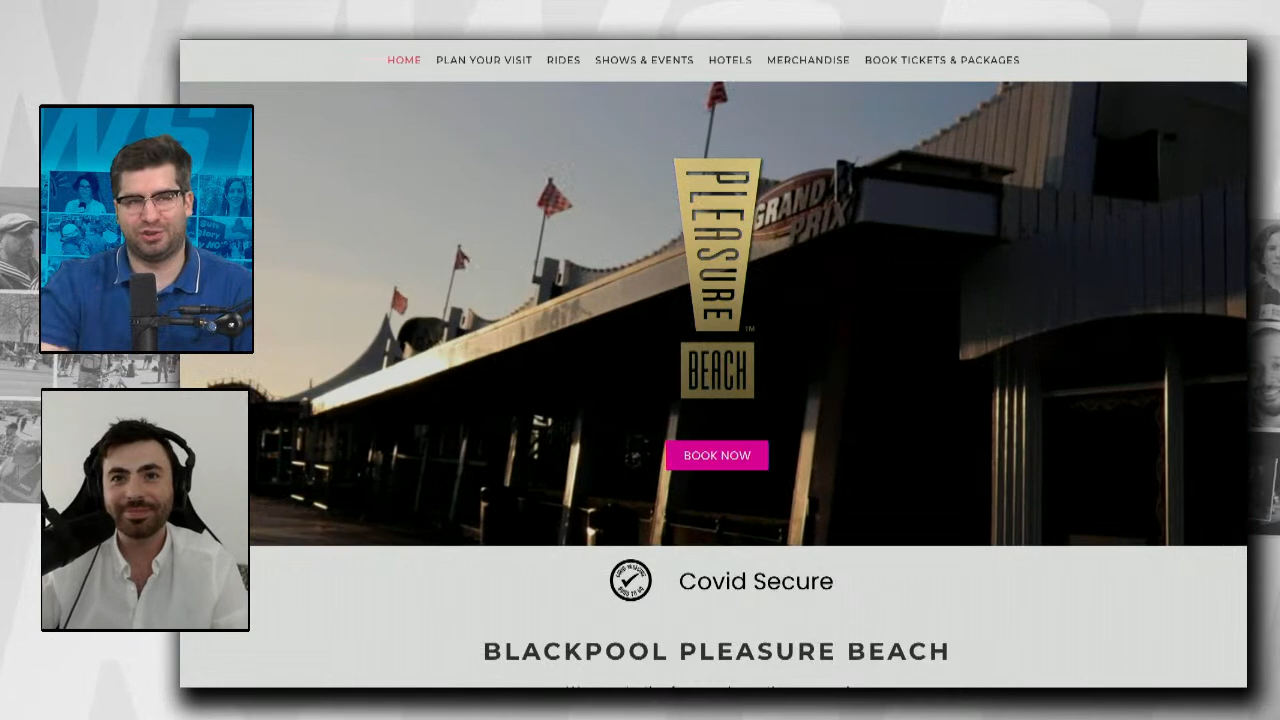 HOME PLAN YOUR VISIT RIDES SHOWS & EVENTS HOTELS MERCHANDISE BOOK TICKETS & PACKAGES
GRAND
PRIX
PLEASURE
TM
BEACH
BOOK NOW
Covid Secure
BLACKPOOL PLEASURE BEACH